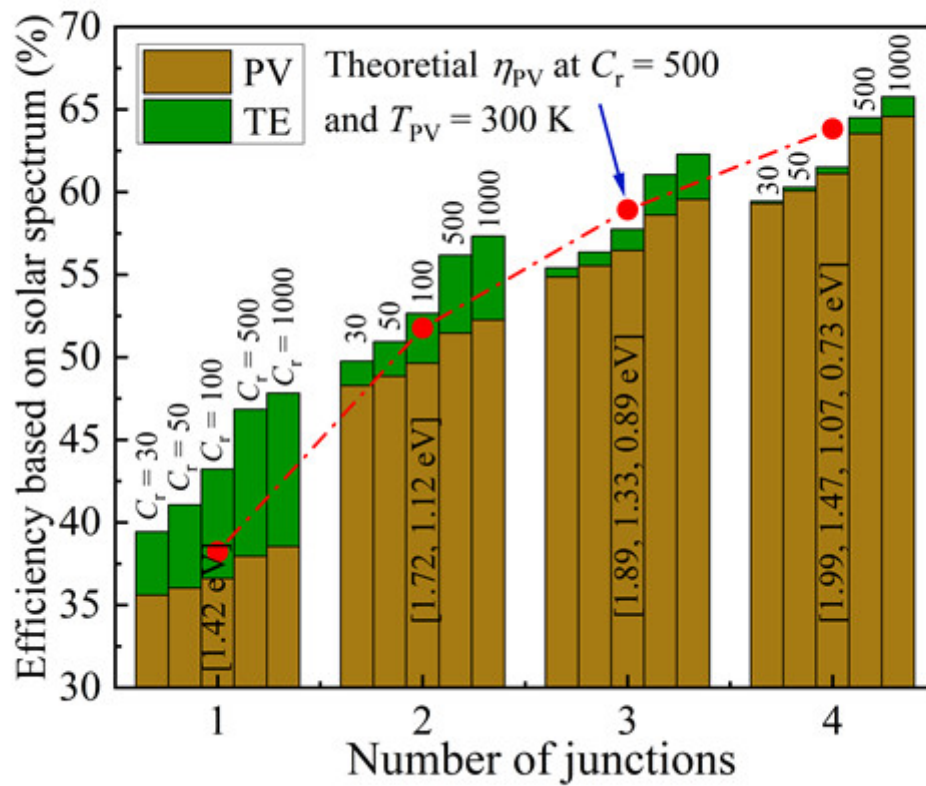 Efficiency based on solar spectrum (%)
70
65
60
55
50
45
40
35
30
PV
TE
Theoretial ηPV at Cr = 500
and TPV = 300 K
Cr = 30
Cr = 50
Cr = 100
Cr = 500
Cr = 1000
[1.42 eV]
30
50
100
500
1000
[1.72, 1.12 eV]
[1.89, 1.33, 0.89 eV]
30
50
500
1000
[1.99, 1.47, 1.07, 0.73 eV]
1
2
3
4
Number of junctions